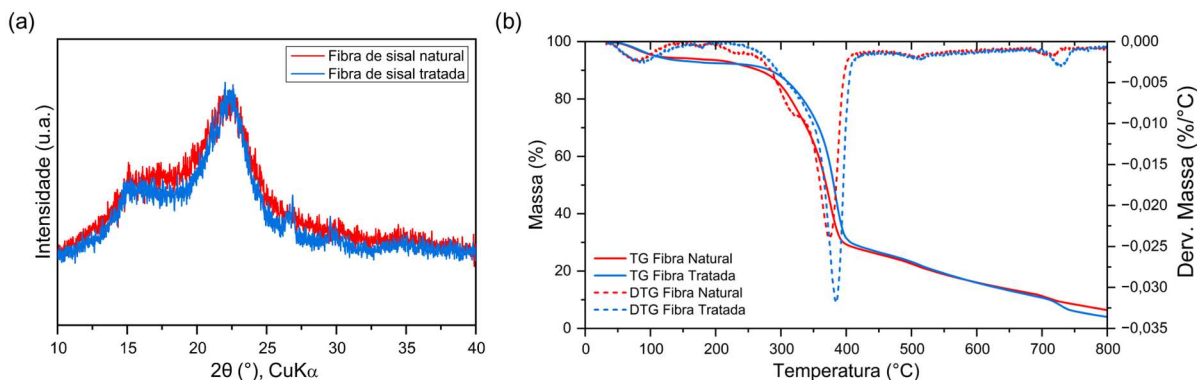 (a)
Fibra de sisal natural
Fibra de sisal tratada
Intensidade (u.a.)
10 15 20 25 30 35 40
2θ (°), CuKα
(b)
100
80
60
40
20
0
Massa (%)
TG Fibra Natural
TG Fibra Tratada
DTG Fibra Natural
DTG Fibra Tratada
0 100 200 300 400 500 600 700 800
Temperatura (°C)
0,000
−0,005
−0,010
−0,015
−0,020
−0,025
−0,030
−0,035
Derv. Massa (%/°C)